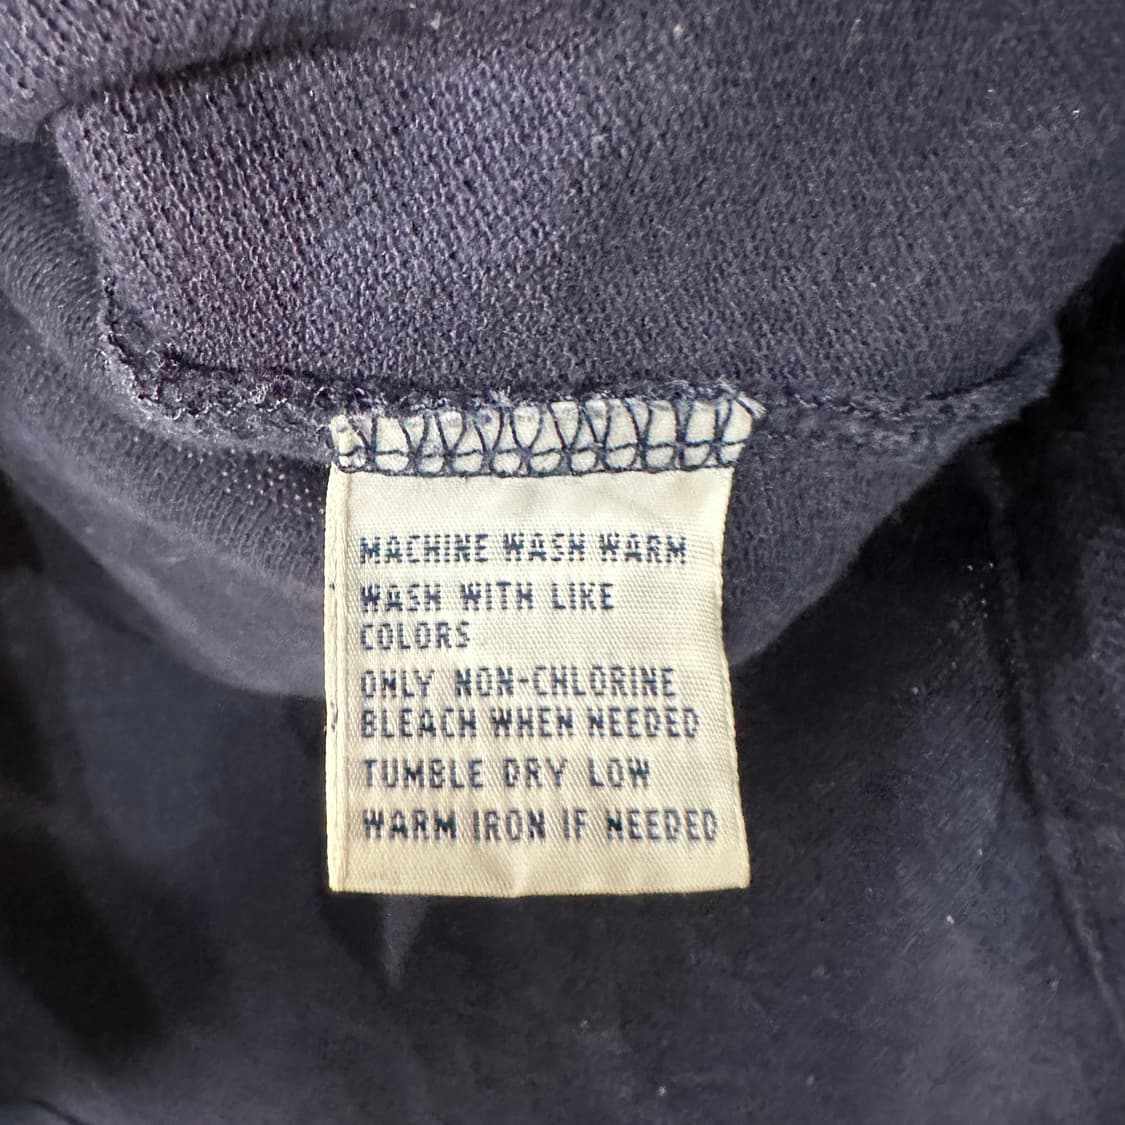 MACHINE WASH WARM
WASH WITH LIKE
COLORS
ONLY NON-CHLORINE
BLEACH WHEN NEEDED
TUMBLE DRY LOW
WARM IRON IF NEEDED